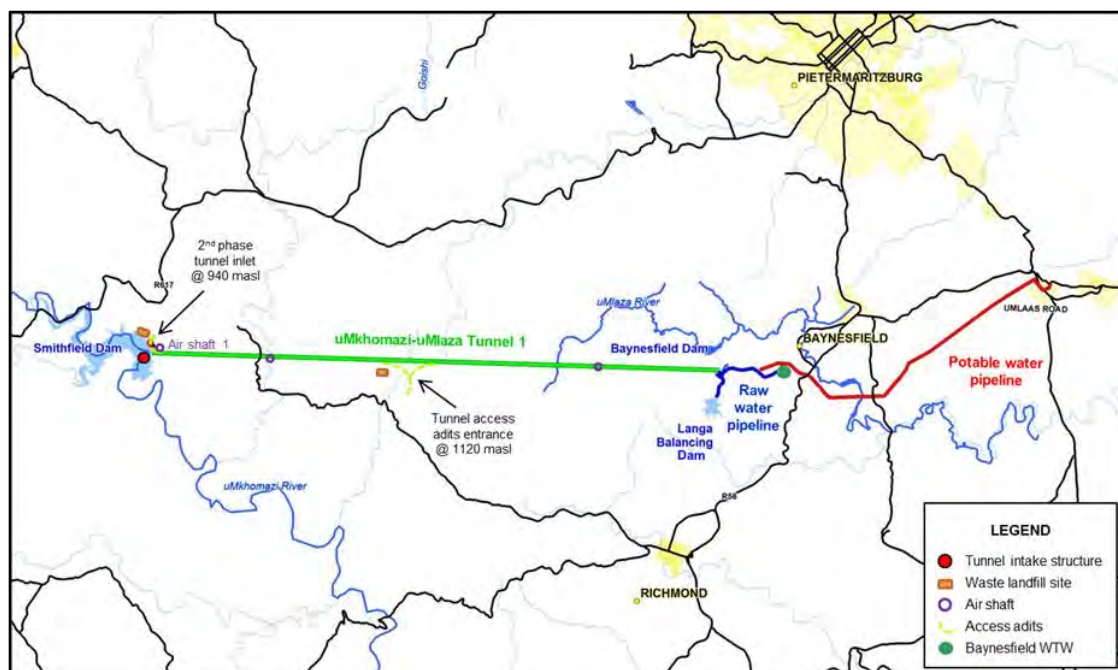 Goishi
PIETERMARITZBURG
2nd phase
tunnel inlet
@ 940 masl
R617
Smithfield Dam
Air shaft 1
uMkhomazi-uMlaza Tunnel 1
uMlaza River
Baynesfield Dam
BAYNESFIELD
UMLAAS ROAD
Potable water
pipeline
Tunnel access
adits entrance
@ 1120 masl
Raw
water
pipeline
Langa
Balancing
Dam
uMkhomazi River
R56
RICHMOND
LEGEND
Tunnel intake structure
Waste landfill site
Air shaft
Access adits
Baynesfield WTW